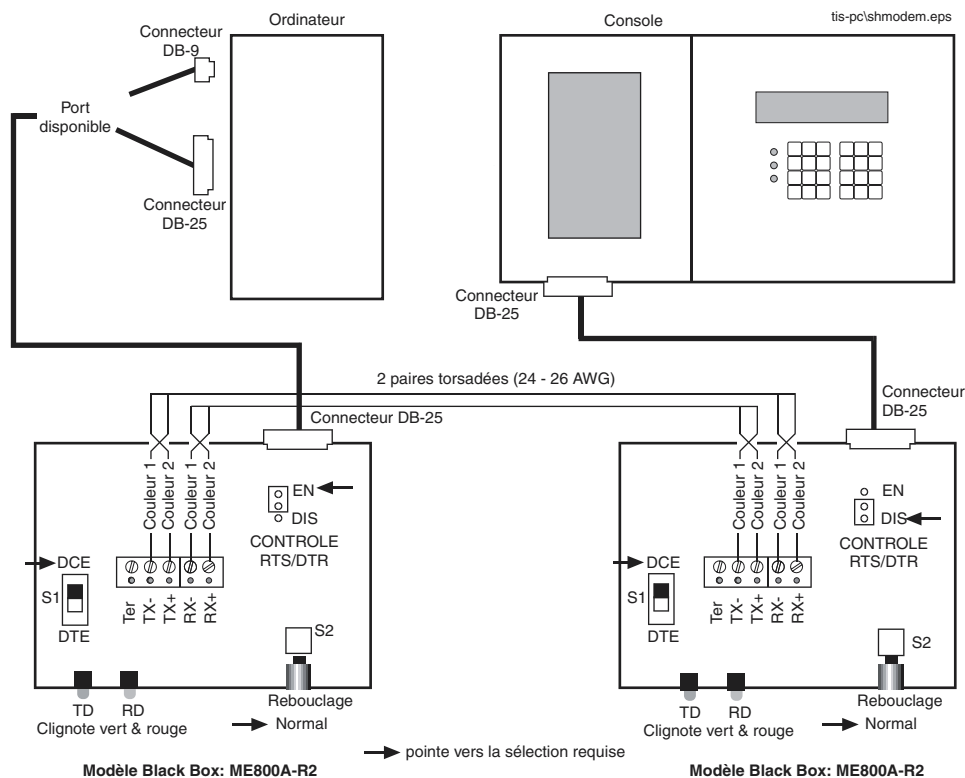 Ordinateur
Console
tis-pc\shmodem.eps
Connecteur
DB-9
Port
disponible
Connecteur
DB-25
Connecteur
DB-25
2 paires torsadées (24 - 26 AWG)
Connecteur DB-25
Connecteur
DB-25
Couleur 1
Couleur 2
Couleur 1
Couleur 2
EN
DIS
CONTROLE
RTS/DTR
DCE
S1
DTE
Ter
TX-
TX+
RX-
RX+
S2
Rebouclage
Normal
TD
RD
Clignote vert & rouge
Couleur 1
Couleur 2
Couleur 1
Couleur 2
EN
DIS
CONTROLE
RTS/DTR
DCE
S1
DTE
Ter
TX-
TX+
RX-
RX+
S2
Rebouclage
Normal
TD
RD
Clignote vert & rouge
pointe vers la sélection requise
Modèle Black Box: ME800A-R2
Modèle Black Box: ME800A-R2